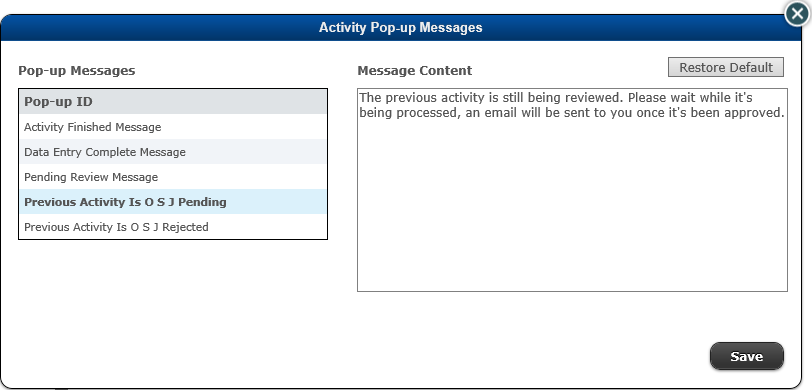 Activity Pop-up Messages
Pop-up Messages
Pop-up ID
Activity Finished Message
Data Entry Complete Message
Pending Review Message
Previous Activity Is O S J Pending
Previous Activity Is O S J Rejected
Message Content
Restore Default
The previous activity is still being reviewed. Please wait while it's
being processed, an email will be sent to you once it's been approved.
Save